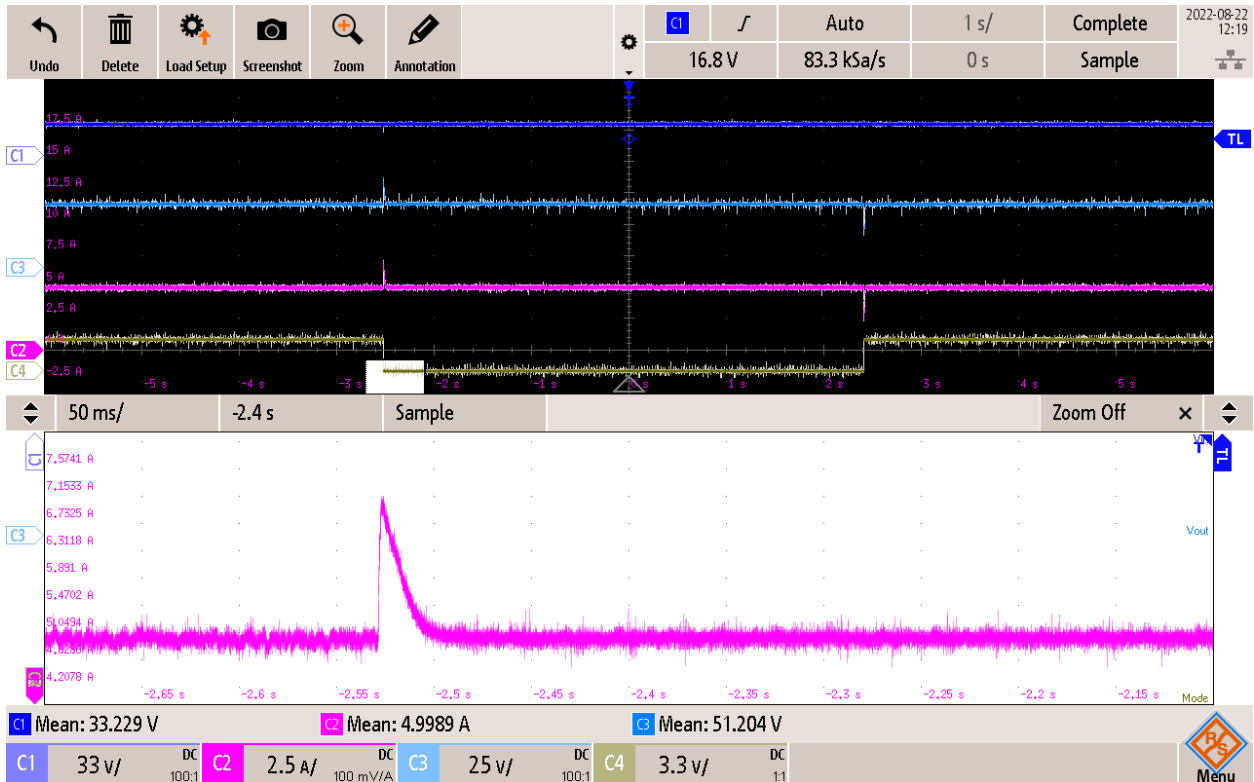 C1 Auto 1 s/ Complete 2022-08-22
12:19
Undo Delete Load Setup Screenshot Zoom Annotation 16.8 V 83.3 kSa/s 0 s Sample
T
17.5 A
TL
C1 15 A
12.5 A
10 A
7.5 A
C3
5 A
2.5 A
C2
C4 -2.5 A
-5 s -4 s -3 s -2 s -1 s 0 s 1 s 2 s 3 s 4 s 5 s
50 ms/ -2.4 s Sample Zoom Off ×
C1 7.5741 A T TL
7.1533 A
6.7325 A
C3 6.3118 A Vout
5.891 A
5.4702 A
5.0494 A
4.2078 A
-2.65 s -2.6 s -2.55 s -2.5 s -2.45 s -2.4 s -2.35 s -2.3 s -2.25 s -2.2 s -2.15 s Mode
C1 Mean: 33.229 V C2 Mean: 4.9989 A C3 Mean: 51.204 V
C1 33 V/ DC 100:1 C2 2.5 A/ DC 100 mV/A C3 25 V/ DC 100:1 C4 3.3 V/ DC 1:1
R/S
Menu